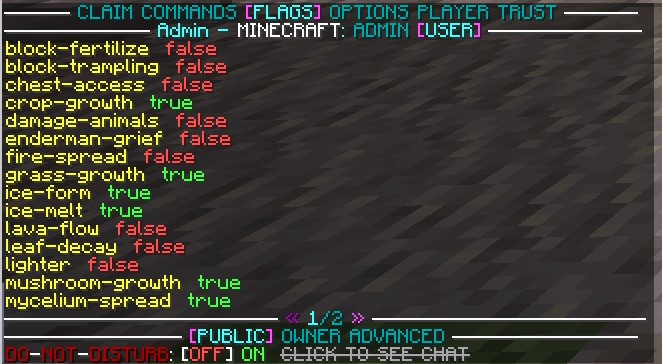 CLAIM COMMANDS [FLAGS] OPTIONS PLAYER TRUST
Admin - MINECRAFT: ADMIN [USER]
block-fertilize false
block-trampling false
chest-access false
crop-growth true
damage-animals false
enderman-grief false
fire-spread false
grass-growth true
ice-form true
ice-melt true
lava-flow false
leaf-decay false
lighter false
mushroom-growth true
mycelium-spread true
« 1/2 »
[PUBLIC] OWNER ADVANCED
DO-NOT-DISTURB: [OFF] ON CLICK TO SEE CHAT